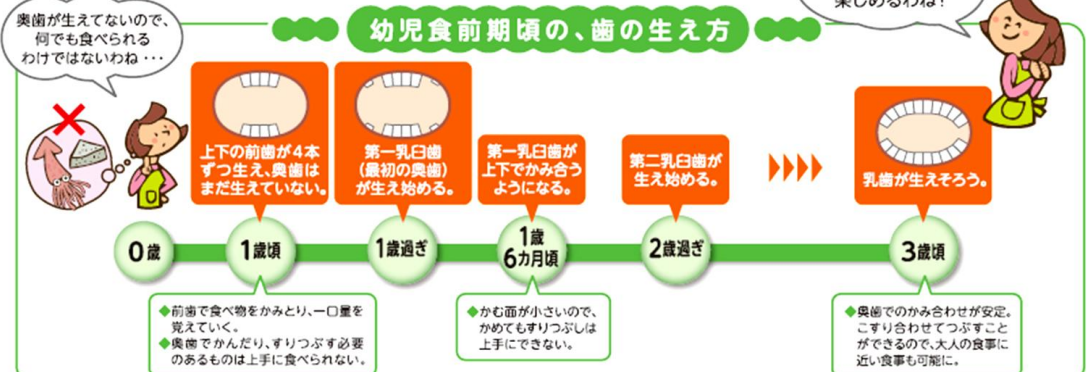 奥歯が生えてないので、
何でも食べられる
わけではないわね・・・
楽しめるわね!
幼児食前期頃の、歯の生え方
上下の前歯が4本
ずつ生え、奥歯は
まだ生えていない。
第一乳臼歯
(最初の奥歯)
が生え始める。
第一乳臼歯が
上下でかみ合う
ようになる。
第二乳臼歯が
生え始める。
乳歯が生えそろう。
0歳
1歳頃
1歳過ぎ
1歳
6カ月頃
2歳過ぎ
3歳頃
◆前歯で食べ物をかみとり、一口量を
覚えていく。
◆奥歯でかんだり、すりつぶす必要
のあるものは上手に食べられない。
◆かむ面が小さいので、
かめてもすりつぶしは
上手にできない。
◆奥歯でのかみ合わせが安定。
こすり合わせてつぶすこと
ができるので、大人の食事に
近い食事も可能に。